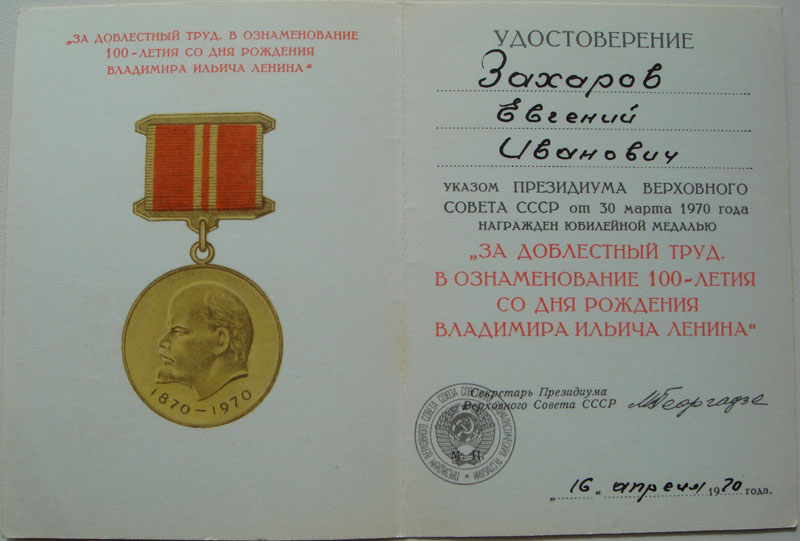 „ЗА ДОБЛЕСТНЫЙ ТРУД. В ОЗНАМЕНОВАНИЕ
100-ЛЕТИЯ СО ДНЯ РОЖДЕНИЯ
ВЛАДИМИРА ИЛЬИЧА ЛЕНИНА“
1870-1970
УДОСТОВЕРЕНИЕ
Захаров
Евгений
Иванович
УКАЗОМ ПРЕЗИДИУМА ВЕРХОВНОГО
СОВЕТА СССР от 30 марта 1970 года
НАГРАЖДЕН ЮБИЛЕЙНОЙ МЕДАЛЬЮ
„ЗА ДОБЛЕСТНЫЙ ТРУД.
В ОЗНАМЕНОВАНИЕ 100-ЛЕТИЯ
СО ДНЯ РОЖДЕНИЯ
ВЛАДИМИРА ИЛЬИЧА ЛЕНИНА“
Секретарь Президиума
Верховного Совета СССР МГеоргадзе
М. П.
„16“ апреля 1970 года.